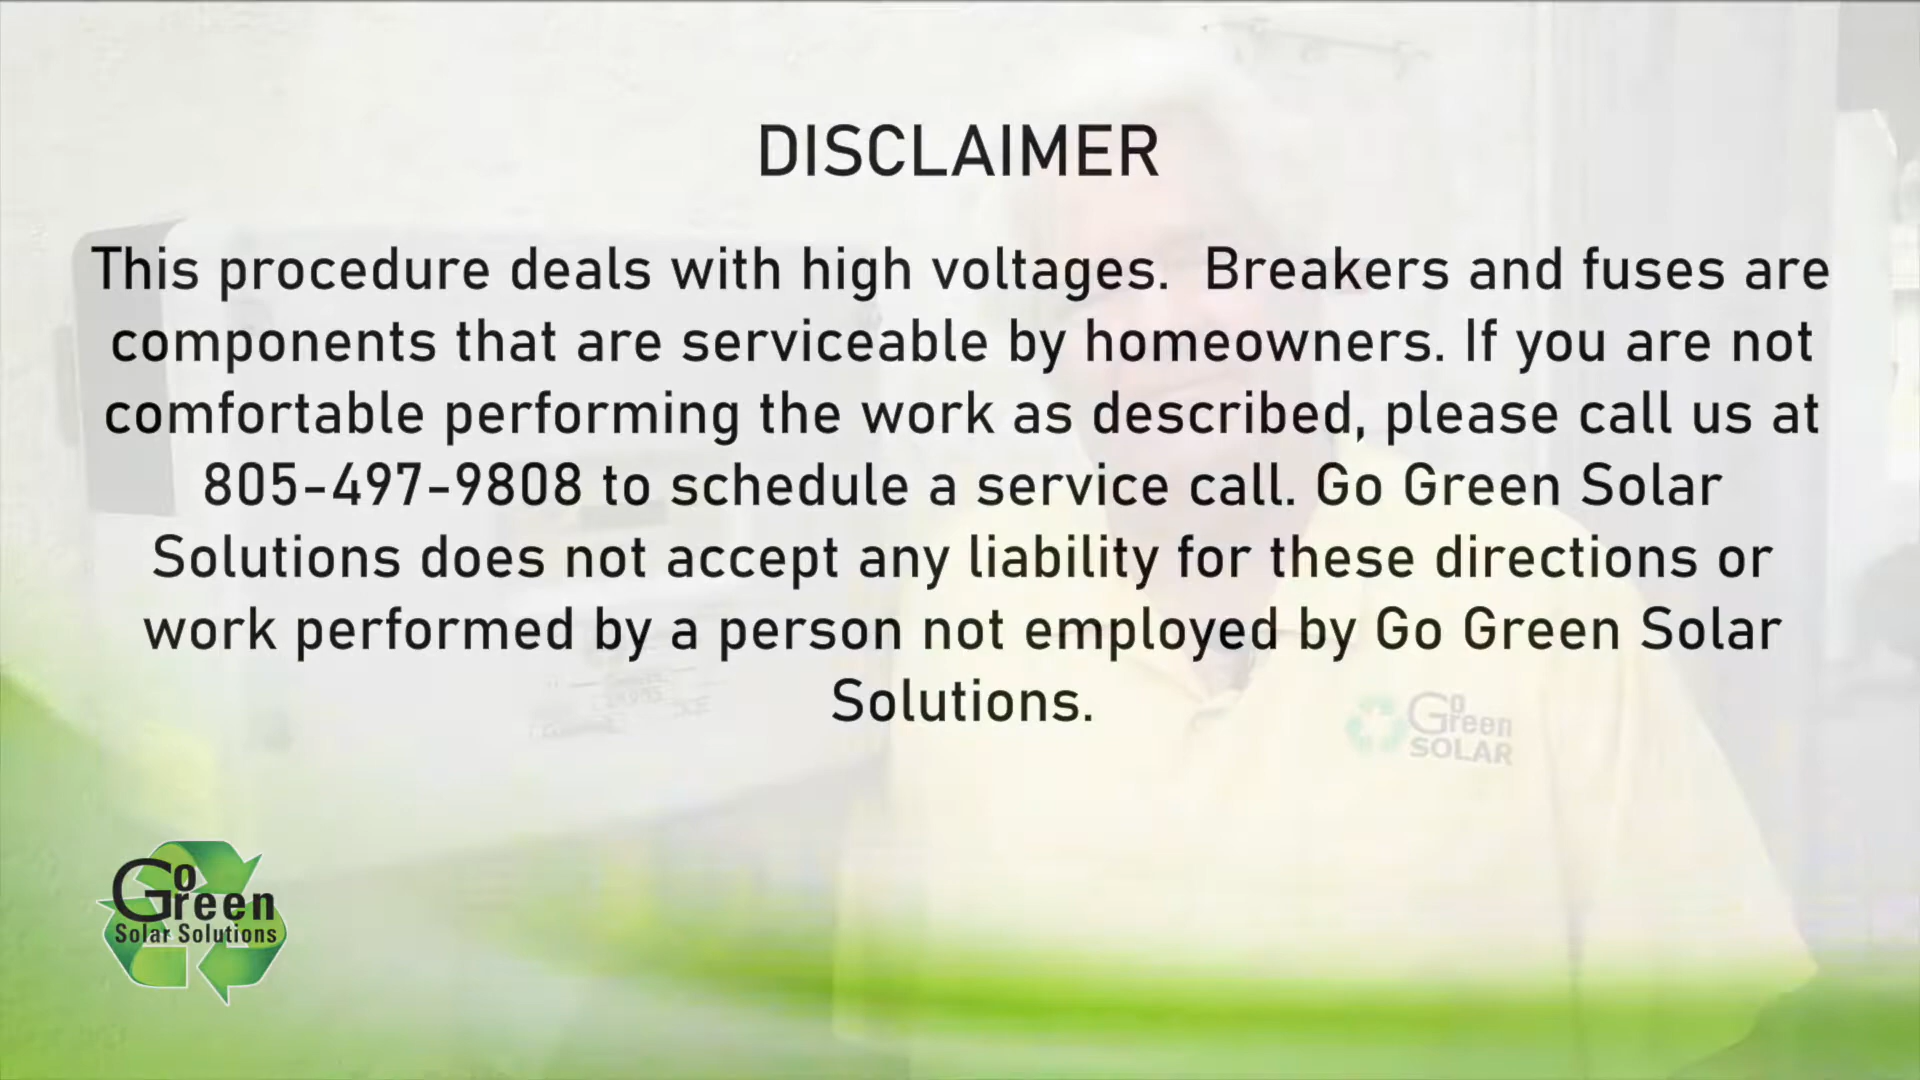 DISCLAIMER
This procedure deals with high voltages.  Breakers and fuses are
components that are serviceable by homeowners. If you are not
comfortable performing the work as described, please call us at
805-497-9808 to schedule a service call. Go Green Solar
Solutions does not accept any liability for these directions or
work performed by a person not employed by Go Green Solar
Solutions.
Go
Green
SOLAR
Go
Green
Solar Solutions